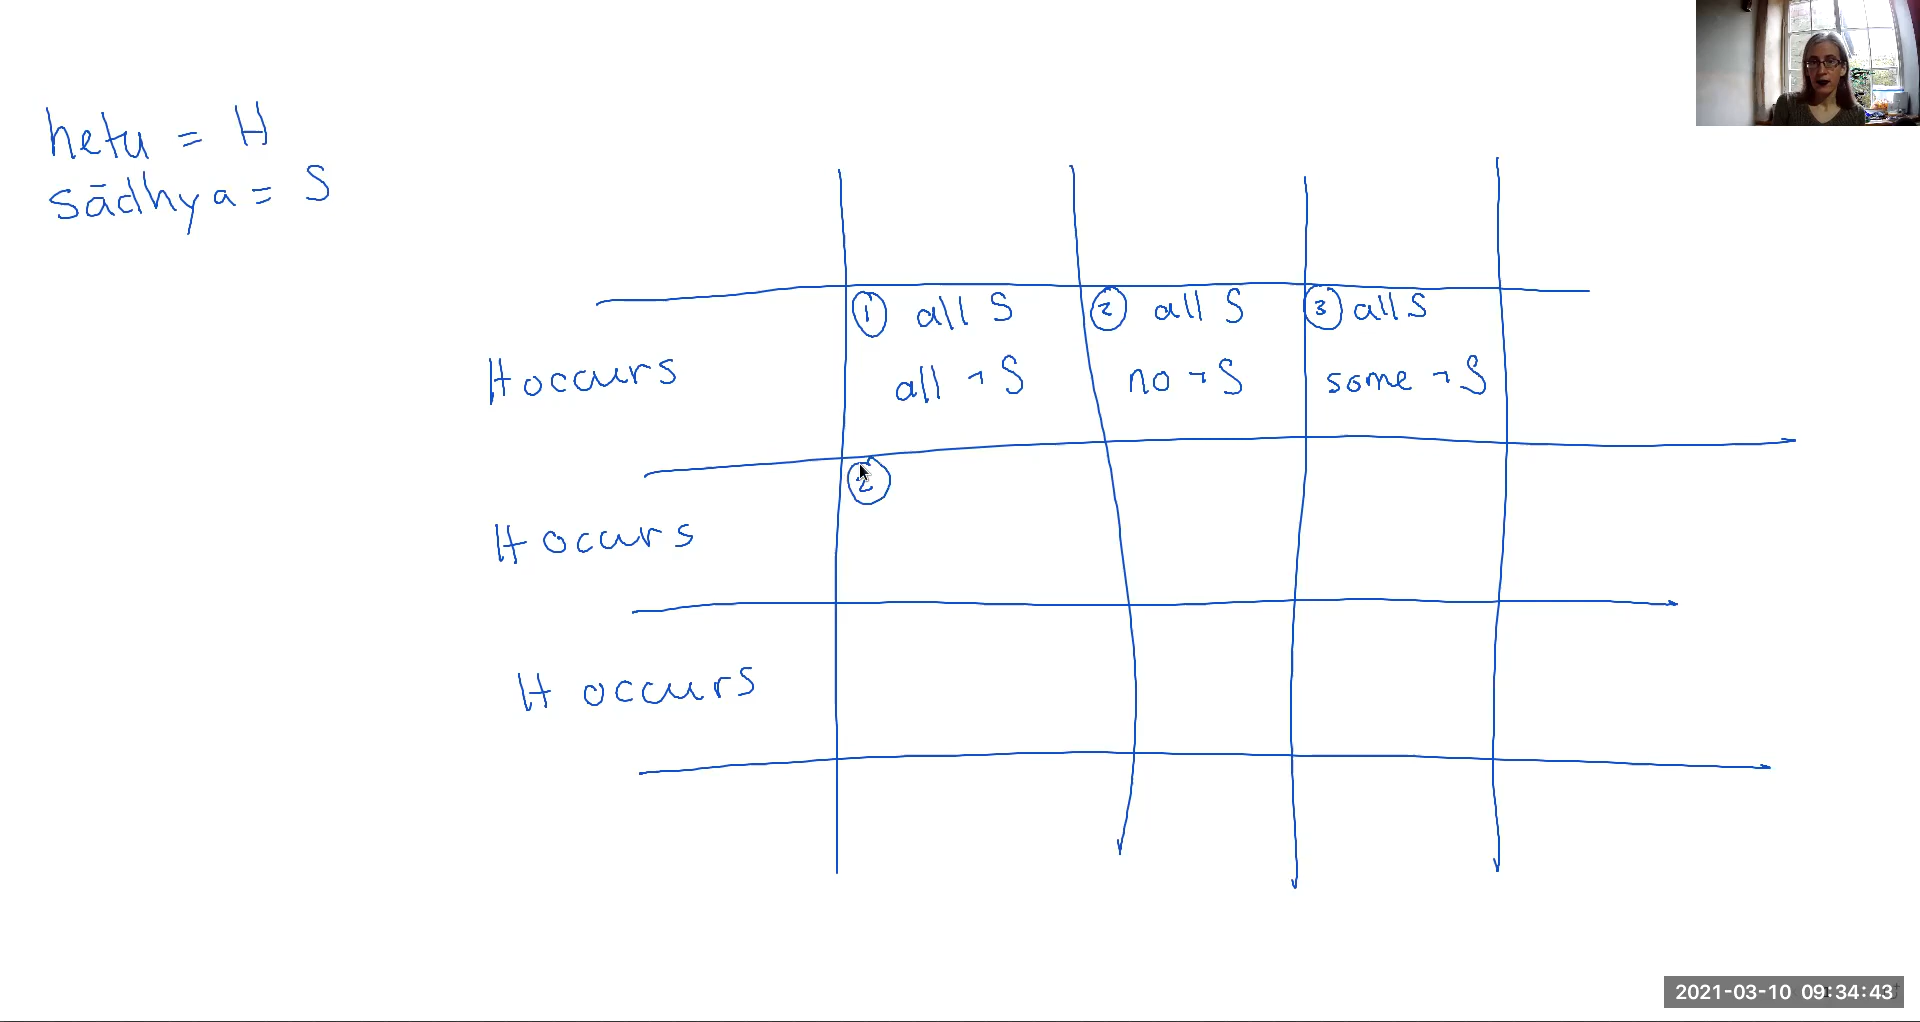 hetu = H
sādhya = S
① all S ② all S ③ all S
H occurs all ¬ S no ¬ S some ¬ S
②
H occurs
H occurs
2021-03-10 09:34:43